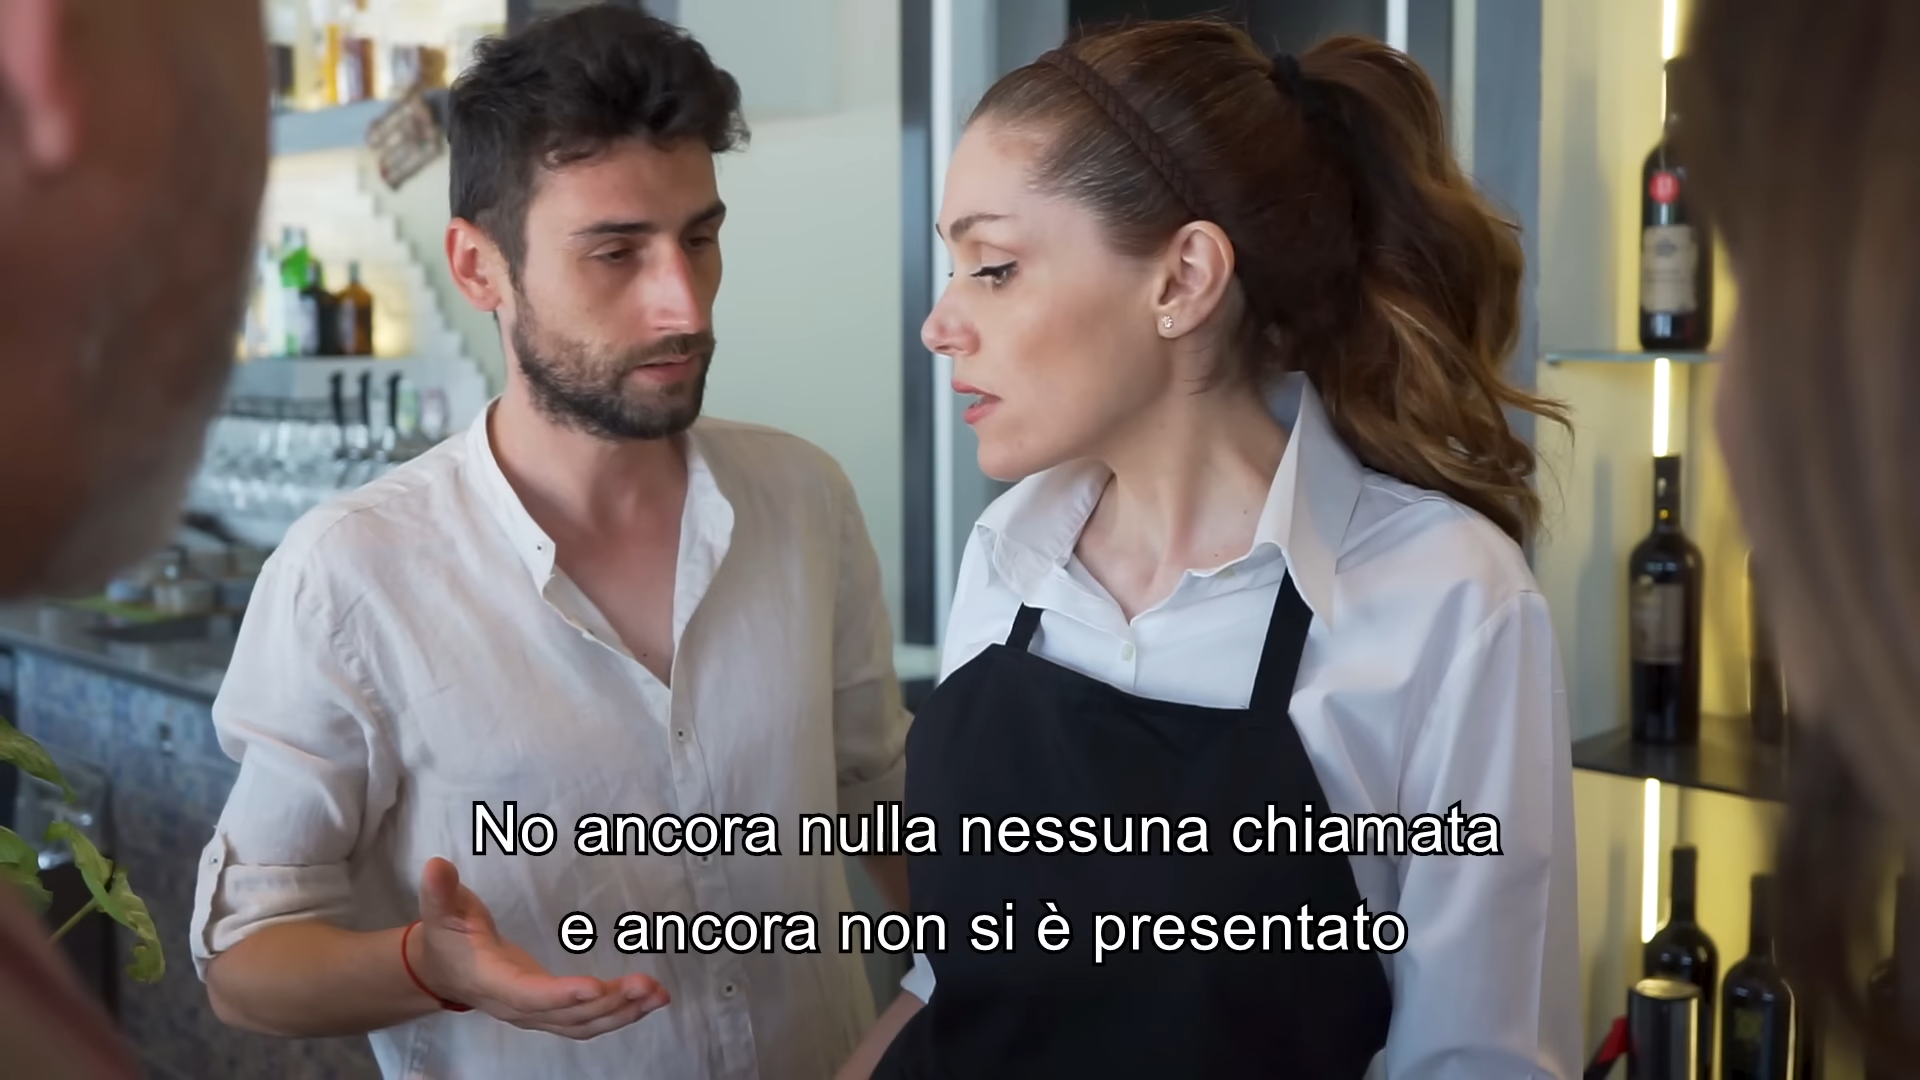 No ancora nulla nessuna chiamata
e ancora non si è presentato